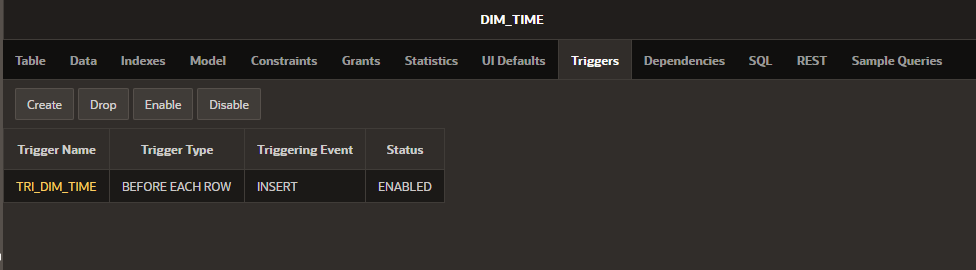 DIM_TIME
Table Data Indexes Model Constraints Grants Statistics UI Defaults Triggers Dependencies SQL REST Sample Queries
Create Drop Enable Disable
Trigger Name Trigger Type Triggering Event Status
TRI_DIM_TIME BEFORE EACH ROW INSERT ENABLED